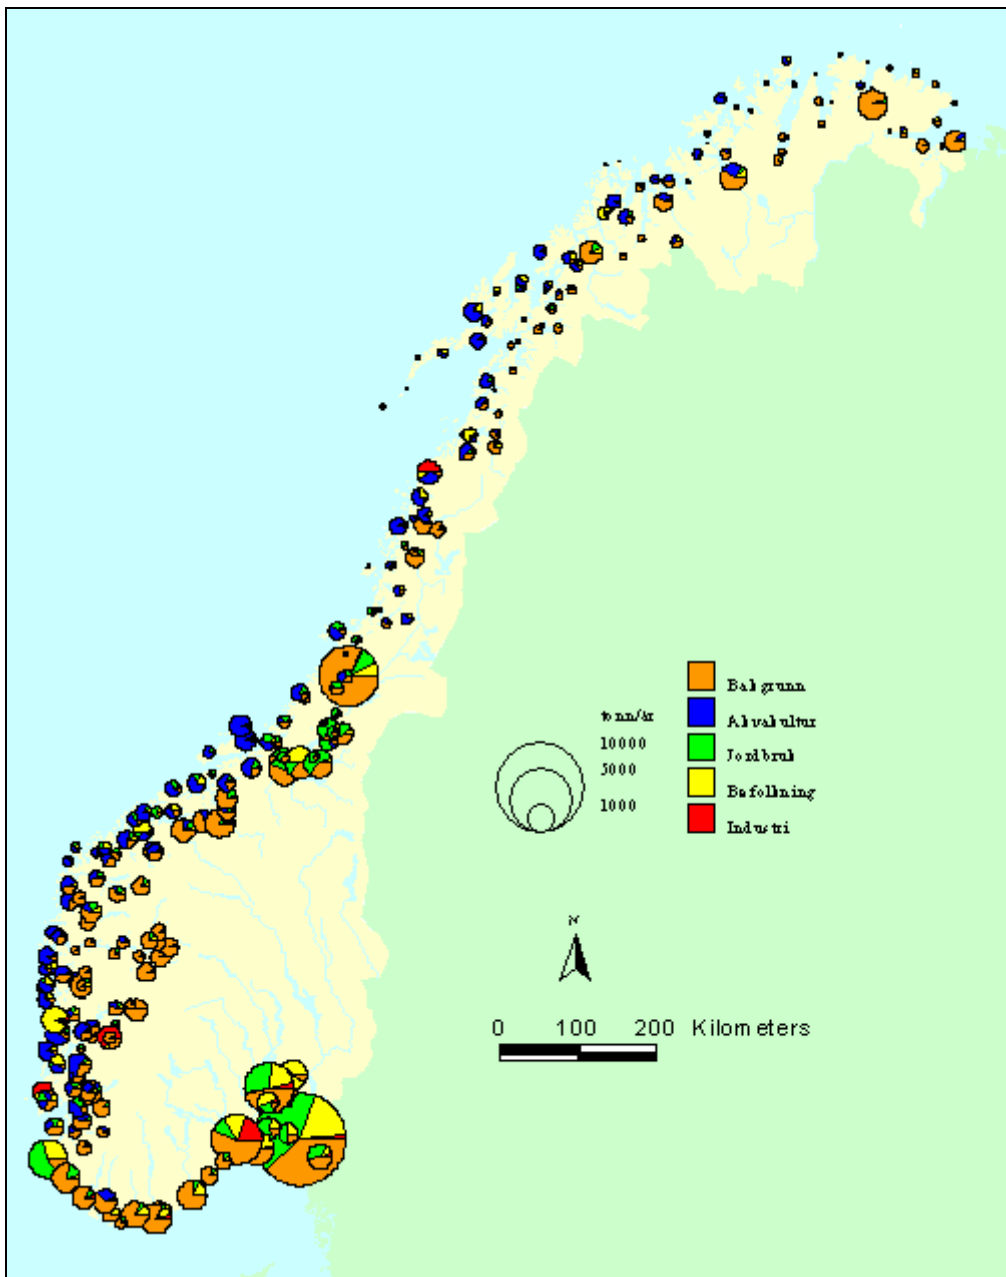 tonn/år
10000
5000
1000
Bakgrunn
Akvakultur
Jordbruk
Befolkning
Industri
N
0 100 200 Kilometers